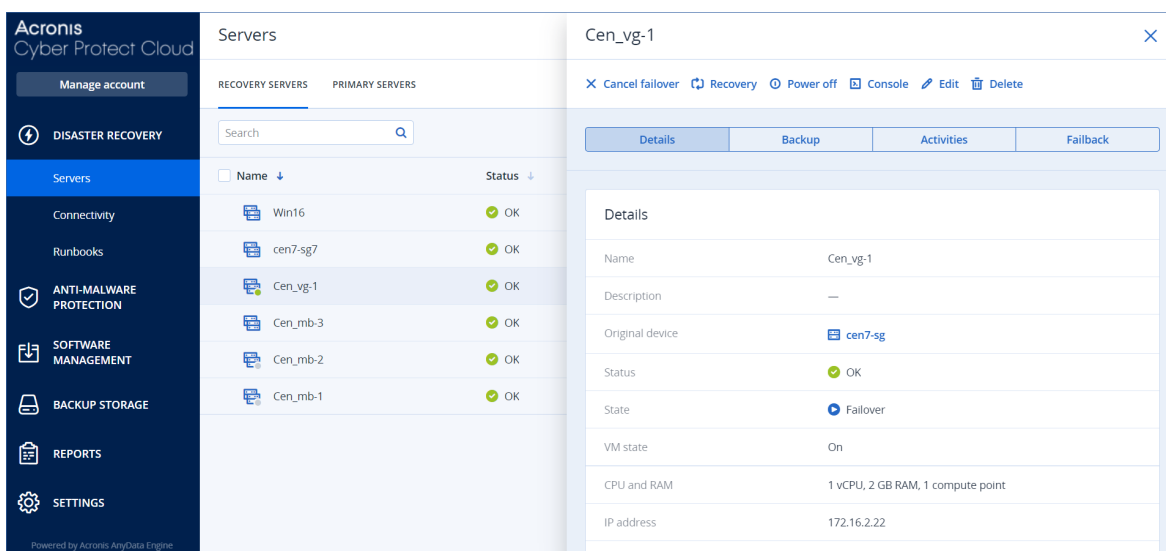 Acronis
Cyber Protect Cloud
Manage account
DISASTER RECOVERY
Servers
Connectivity
Runbooks
ANTI-MALWARE
PROTECTION
SOFTWARE
MANAGEMENT
BACKUP STORAGE
REPORTS
SETTINGS
Powered by Acronis AnyData Engine
Servers
RECOVERY SERVERS PRIMARY SERVERS
Search
Name Status
Win16 OK
cen7-sg7 OK
Cen_vg-1 OK
Cen_mb-3 OK
Cen_mb-2 OK
Cen_mb-1 OK
Cen_vg-1
Cancel failover Recovery Power off Console Edit Delete
Details Backup Activities Failback
Details
Name Cen_vg-1
Description —
Original device cen7-sg
Status OK
State Failover
VM state On
CPU and RAM 1 vCPU, 2 GB RAM, 1 compute point
IP address 172.16.2.22